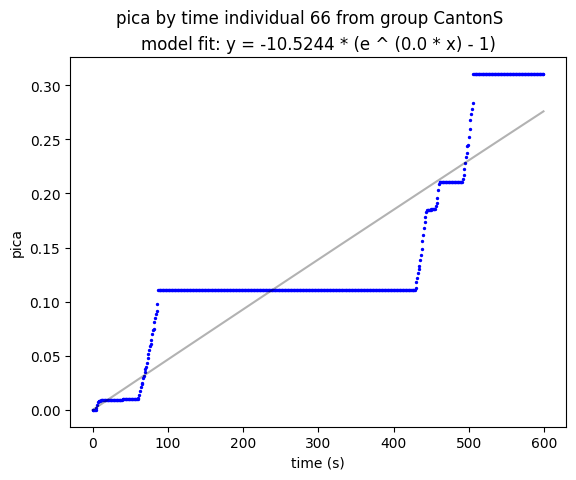 pica by time individual 66 from group CantonS
model fit: y = -10.5244 * (e ^ (0.0 * x) - 1)
0.30
0.25
0.20
0.15
0.10
0.05
0.00
pica
0 100 200 300 400 500 600
time (s)